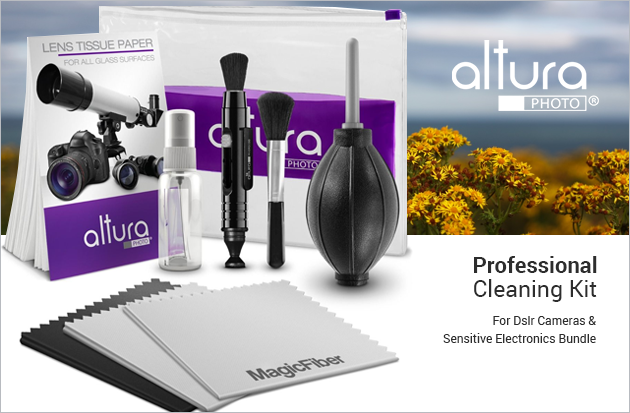 LENS TISSUE PAPER
FOR ALL GLASS SURFACES
altura
PHOTO
altura
PHOTO®
altura
PHOTO®
MagicFiber
Professional
Cleaning Kit
For Dslr Cameras &
Sensitive Electronics Bundle